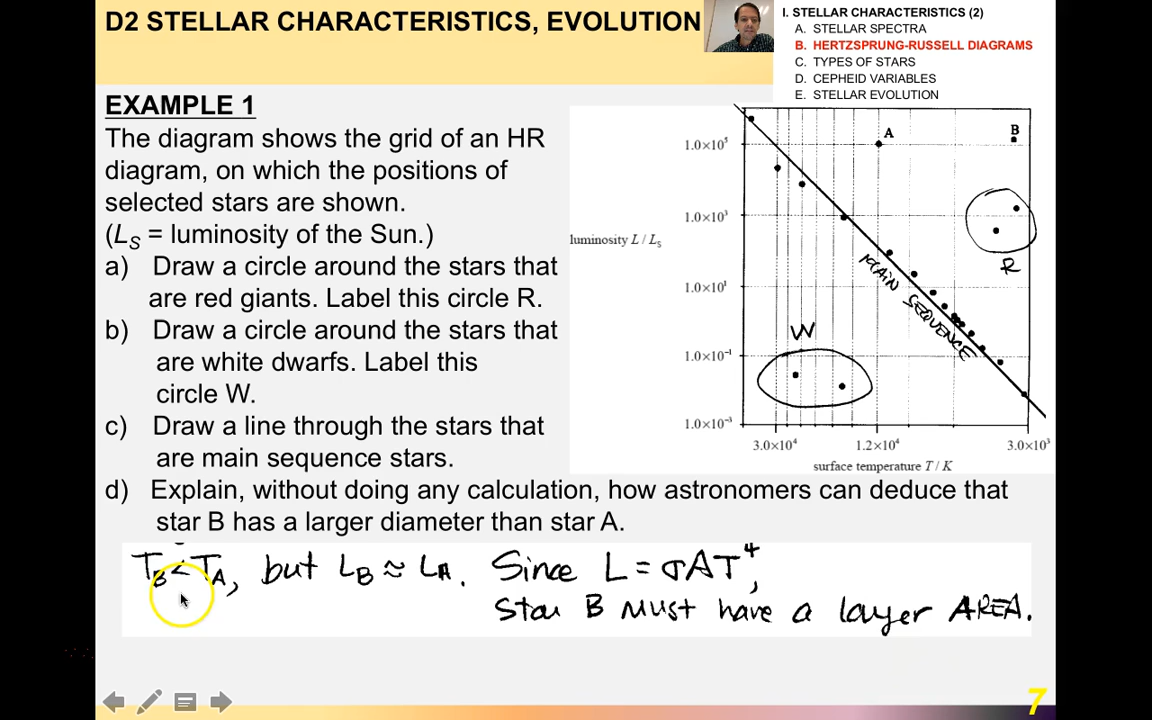 D2 STELLAR CHARACTERISTICS, EVOLUTION
I. STELLAR CHARACTERISTICS (2)
A. STELLAR SPECTRA
B. HERTZSPRUNG-RUSSELL DIAGRAMS
C. TYPES OF STARS
D. CEPHEID VARIABLES
E. STELLAR EVOLUTION
EXAMPLE 1
The diagram shows the grid of an HR
diagram, on which the positions of
selected stars are shown.
(L_S = luminosity of the Sun.)
a) Draw a circle around the stars that
are red giants. Label this circle R.
b) Draw a circle around the stars that
are white dwarfs. Label this
circle W.
c) Draw a line through the stars that
are main sequence stars.
d) Explain, without doing any calculation, how astronomers can deduce that
star B has a larger diameter than star A.
A
B
1.0×10⁵
1.0×10³
luminosity L / L_S
R
1.0×10¹
MAIN SEQUENCE
W
1.0×10⁻¹
1.0×10⁻³
3.0×10⁴ 1.2×10⁴ 3.0×10³
surface temperature T / K
T_B < T_A, but L_B ≈ L_A. Since L = σAT⁴,
Star B must have a larger AREA.
7